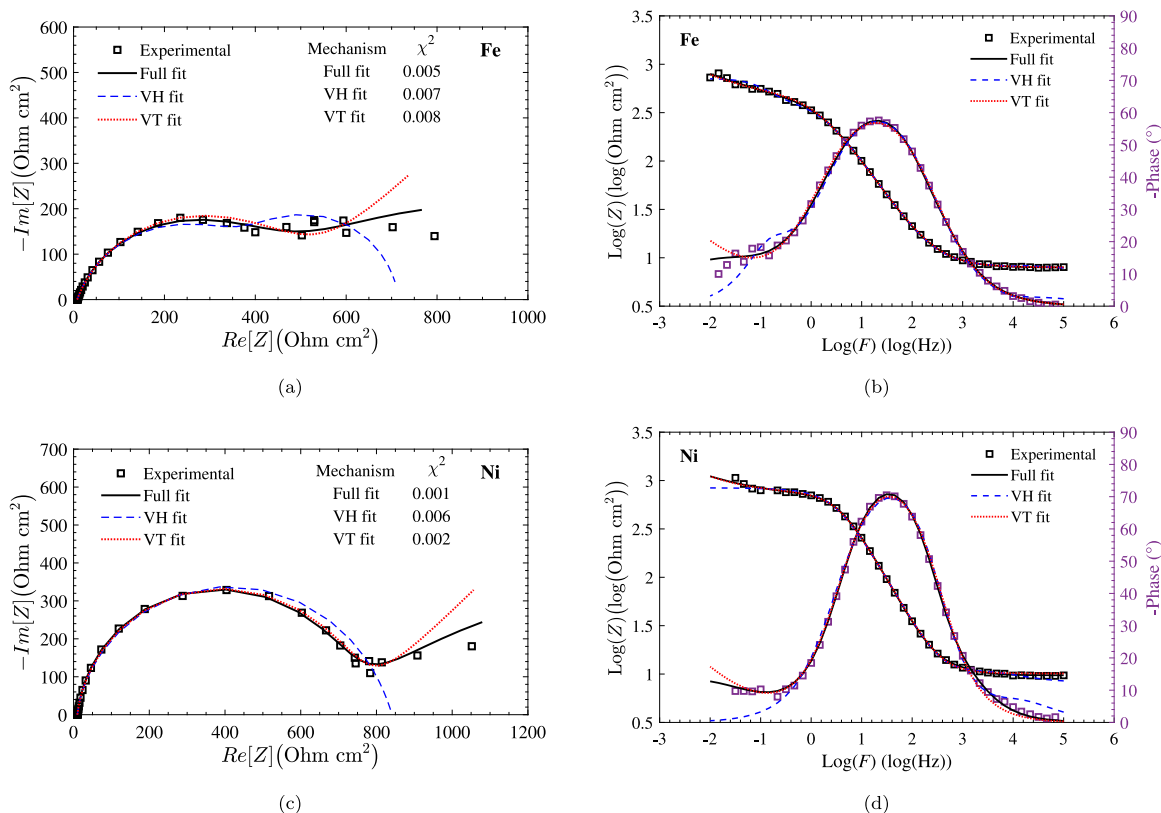 Fe
Experimental
Full fit
VH fit
VT fit
Mechanism χ²
Full fit 0.005
VH fit 0.007
VT fit 0.008
600
500
400
300
200
100
0
−Im[Z](Ohm cm²)
0 200 400 600 800 1000
Re[Z](Ohm cm²)
(a)
Fe
Experimental
Full fit
VH fit
VT fit
3.5
3
2.5
2
1.5
1
0.5
Log(Z) (log(Ohm cm²))
90
80
70
60
50
40
30
20
10
0
-Phase (°)
-3 -2 -1 0 1 2 3 4 5 6
Log(F) (log(Hz))
(b)
Ni
Experimental
Full fit
VH fit
VT fit
Mechanism χ²
Full fit 0.001
VH fit 0.006
VT fit 0.002
700
600
500
400
300
200
100
0
−Im[Z](Ohm cm²)
0 200 400 600 800 1000 1200
Re[Z](Ohm cm²)
(c)
Ni
Experimental
Full fit
VH fit
VT fit
3.5
3
2.5
2
1.5
1
0.5
Log(Z) (log(Ohm cm²))
90
80
70
60
50
40
30
20
10
0
-Phase (°)
-3 -2 -1 0 1 2 3 4 5 6
Log(F) (log(Hz))
(d)